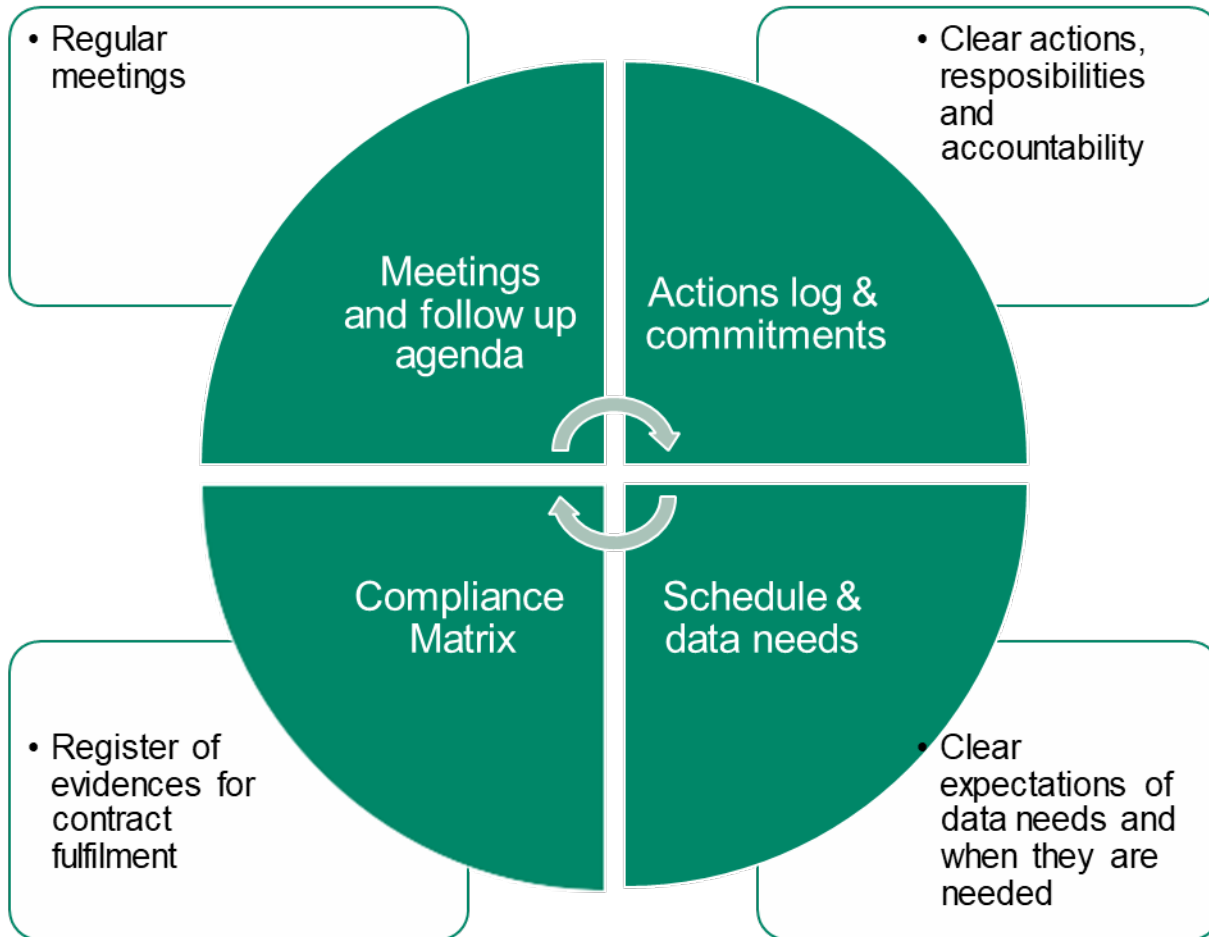 • Regular
meetings
• Clear actions,
resposibilities
and
accountability
Meetings
and follow up
agenda
Actions log &
commitments
Compliance
Matrix
Schedule &
data needs
• Register of
evidences for
contract
fulfilment
• Clear
expectations of
data needs and
when they are
needed